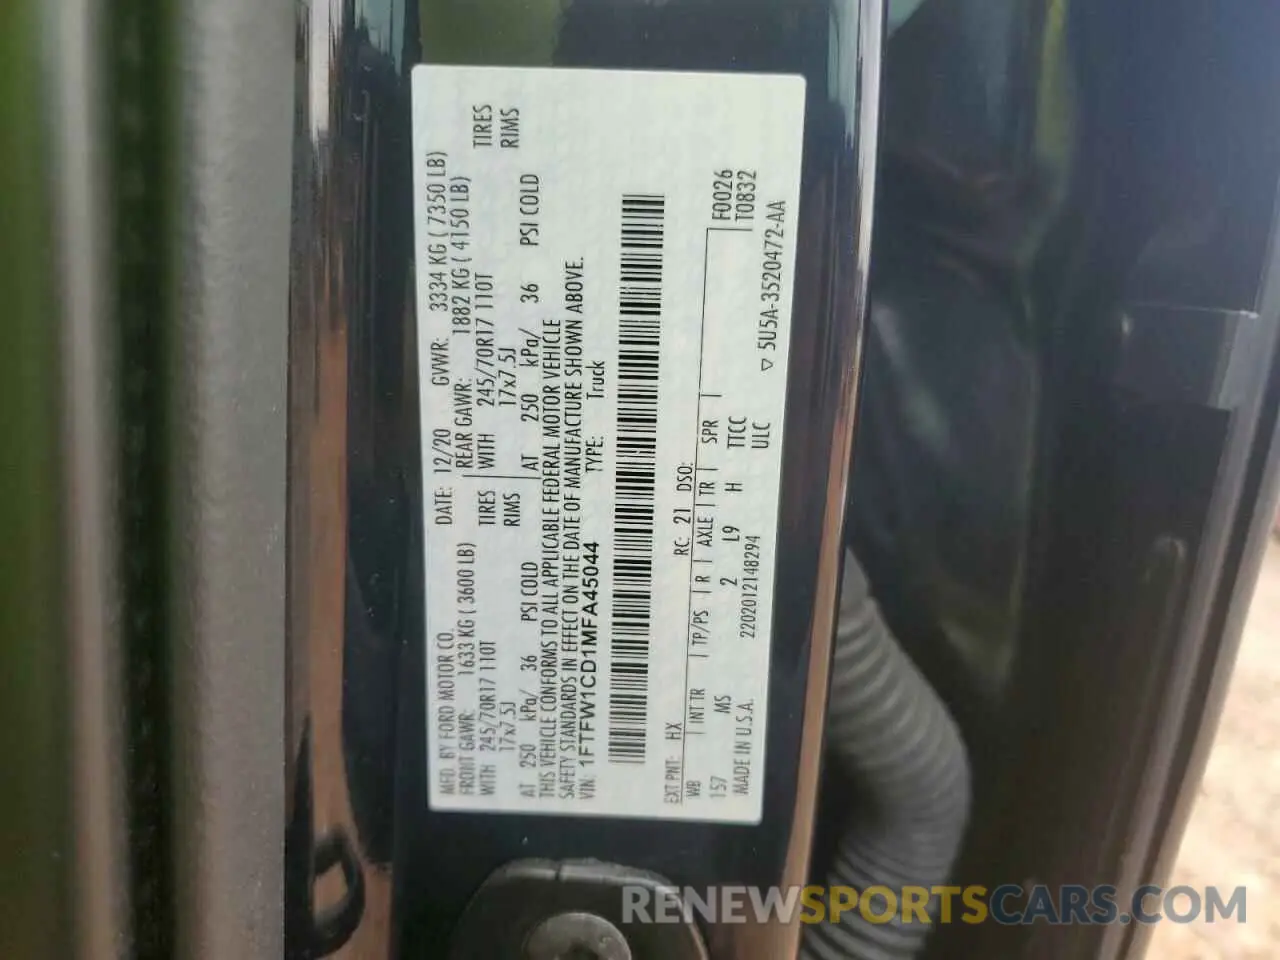 MFD. BY FORD MOTOR CO.
DATE: 12/20 GVWR: 3334 KG ( 7350 LB)
FRONT GAWR: 1633 KG ( 3600 LB)
REAR GAWR: 1882 KG ( 4150 LB)
WITH 245/70R17 110T TIRES
WITH 245/70R17 110T TIRES
17x7.5J RIMS
17x7.5J RIMS
AT 250 kPa/ 36 PSI COLD
AT 250 kPa/ 36 PSI COLD
THIS VEHICLE CONFORMS TO ALL APPLICABLE FEDERAL MOTOR VEHICLE
SAFETY STANDARDS IN EFFECT ON THE DATE OF MANUFACTURE SHOWN ABOVE.
VIN: 1FTFW1CD1MFA45044 TYPE: Truck
EXT PNT: HX RC: 21 DSO:
WB INT TR TP/PS R AXLE TR SPR F0026
157 MS 2 L9 H TTCC T0832
MADE IN U.S.A. 2202012148294 ULC
▽ 5U5A-3520472-AA
RENEWSPORTSCARS.COM